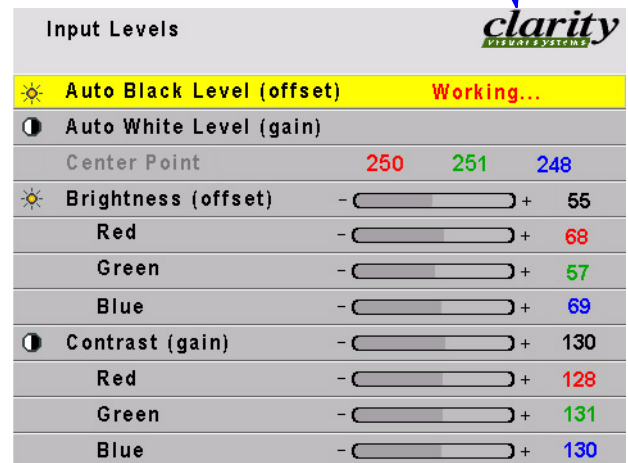 Input Levels
clarity
VISUAL SYSTEMS
Auto Black Level (offset) Working...
Auto White Level (gain)
Center Point 250 251 248
Brightness (offset) - + 55
Red - + 68
Green - + 57
Blue - + 69
Contrast (gain) - + 130
Red - + 128
Green - + 131
Blue - + 130